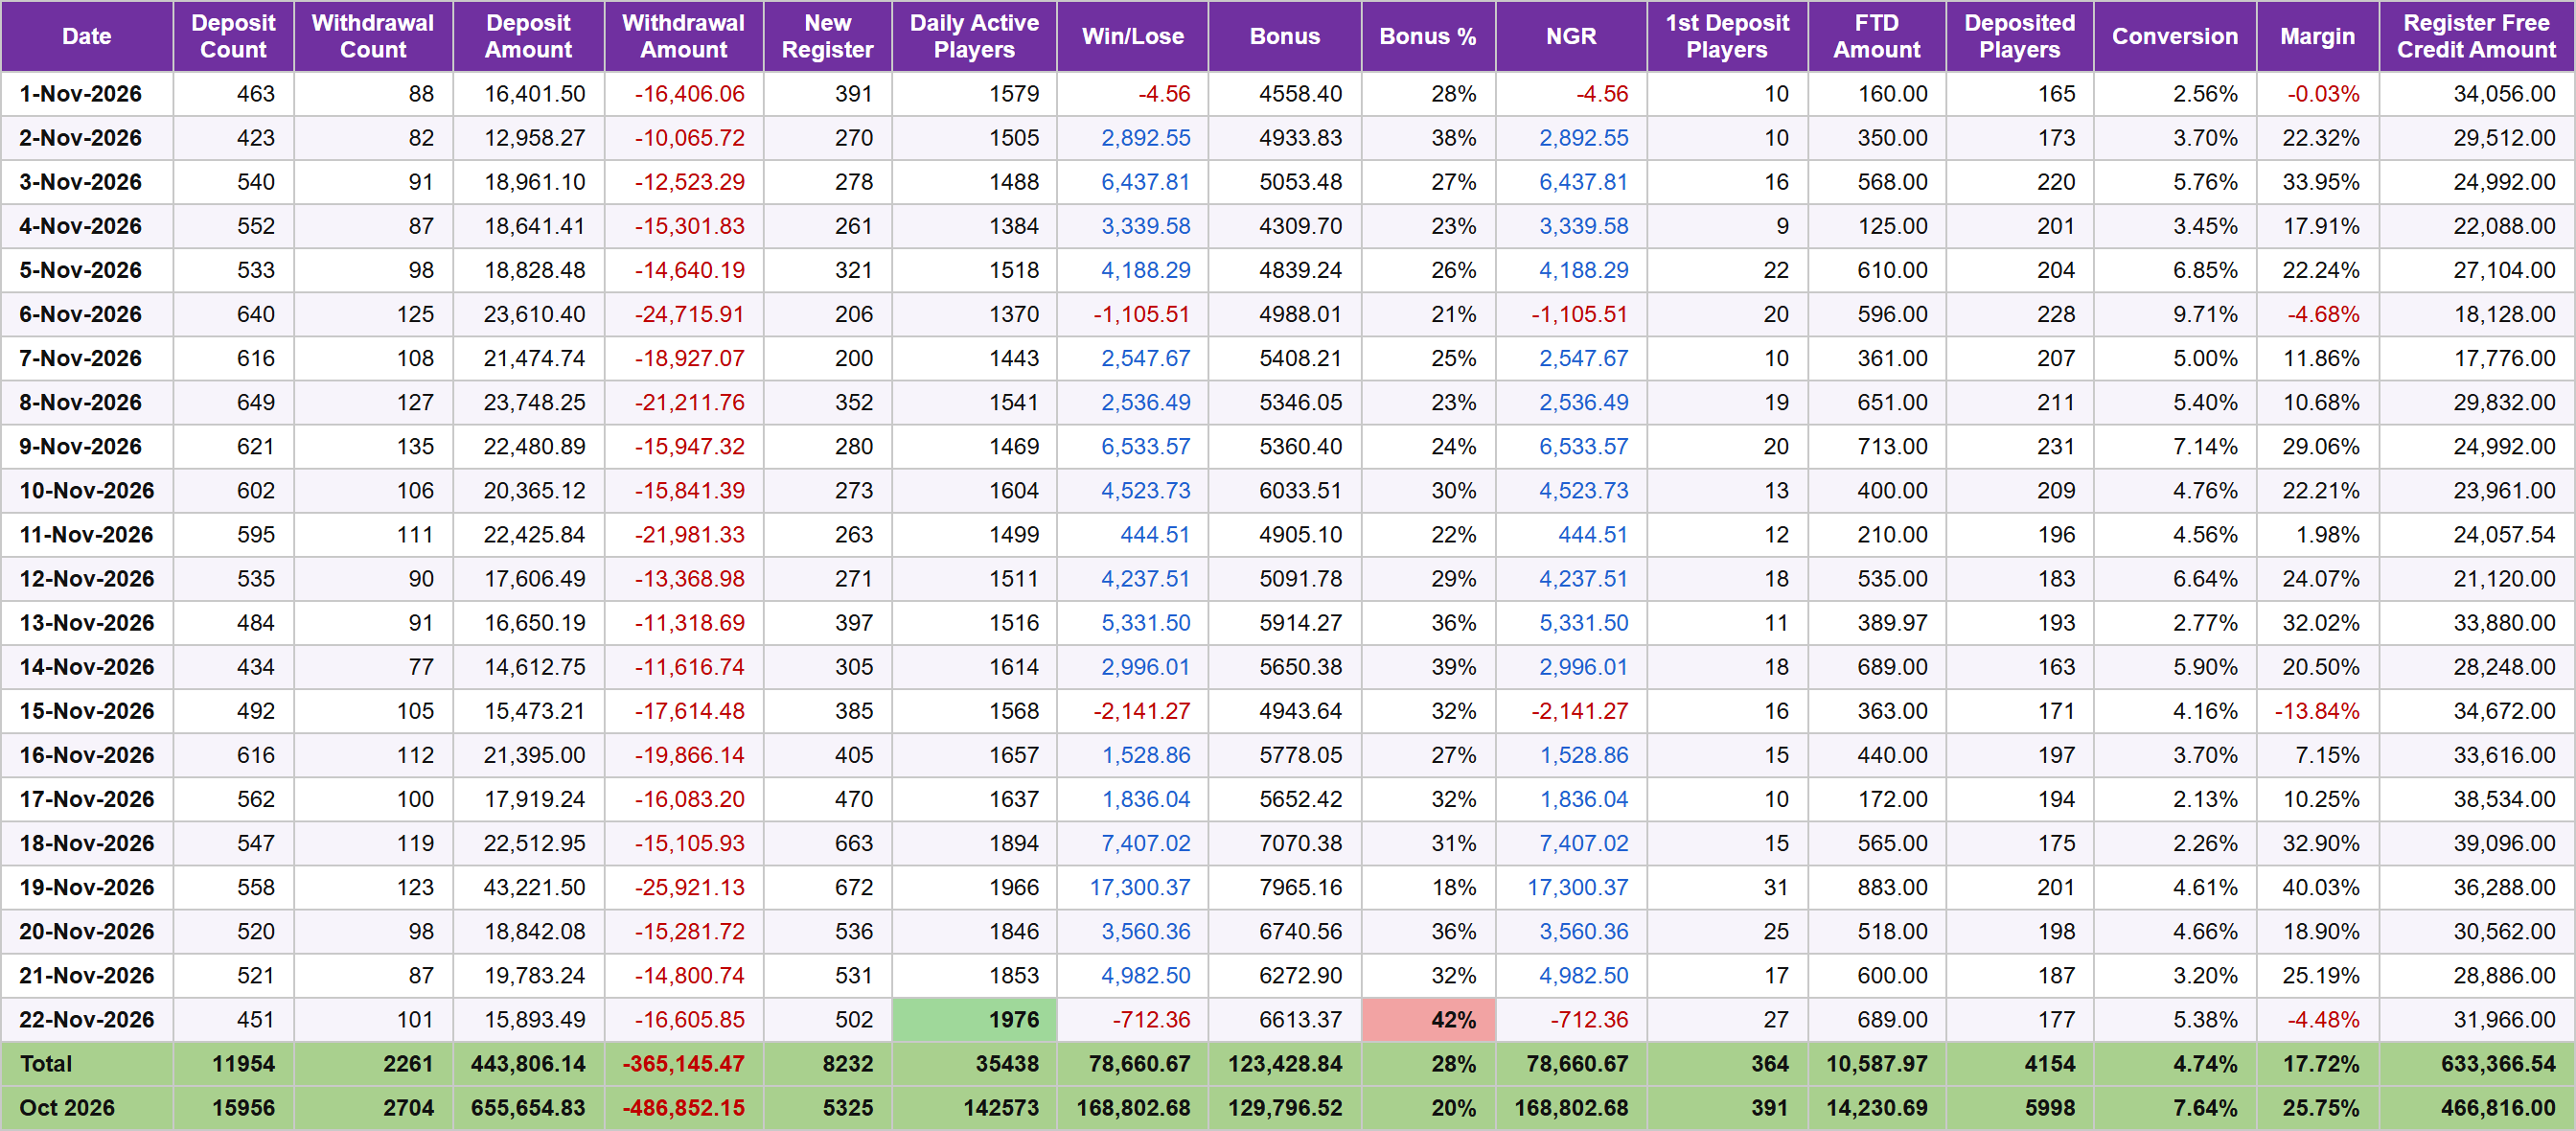 Date Deposit Count Withdrawal Count Deposit Amount Withdrawal Amount New Register Daily Active Players Win/Lose Bonus Bonus % NGR 1st Deposit Players FTD Amount Deposited Players Conversion Margin Register Free Credit Amount
1-Nov-2026 463 88 16,401.50 -16,406.06 391 1579 -4.56 4558.40 28% -4.56 10 160.00 165 2.56% -0.03% 34,056.00
2-Nov-2026 423 82 12,958.27 -10,065.72 270 1505 2,892.55 4933.83 38% 2,892.55 10 350.00 173 3.70% 22.32% 29,512.00
3-Nov-2026 540 91 18,961.10 -12,523.29 278 1488 6,437.81 5053.48 27% 6,437.81 16 568.00 220 5.76% 33.95% 24,992.00
4-Nov-2026 552 87 18,641.41 -15,301.83 261 1384 3,339.58 4309.70 23% 3,339.58 9 125.00 201 3.45% 17.91% 22,088.00
5-Nov-2026 533 98 18,828.48 -14,640.19 321 1518 4,188.29 4839.24 26% 4,188.29 22 610.00 204 6.85% 22.24% 27,104.00
6-Nov-2026 640 125 23,610.40 -24,715.91 206 1370 -1,105.51 4988.01 21% -1,105.51 20 596.00 228 9.71% -4.68% 18,128.00
7-Nov-2026 616 108 21,474.74 -18,927.07 200 1443 2,547.67 5408.21 25% 2,547.67 10 361.00 207 5.00% 11.86% 17,776.00
8-Nov-2026 649 127 23,748.25 -21,211.76 352 1541 2,536.49 5346.05 23% 2,536.49 19 651.00 211 5.40% 10.68% 29,832.00
9-Nov-2026 621 135 22,480.89 -15,947.32 280 1469 6,533.57 5360.40 24% 6,533.57 20 713.00 231 7.14% 29.06% 24,992.00
10-Nov-2026 602 106 20,365.12 -15,841.39 273 1604 4,523.73 6033.51 30% 4,523.73 13 400.00 209 4.76% 22.21% 23,961.00
11-Nov-2026 595 111 22,425.84 -21,981.33 263 1499 444.51 4905.10 22% 444.51 12 210.00 196 4.56% 1.98% 24,057.54
12-Nov-2026 535 90 17,606.49 -13,368.98 271 1511 4,237.51 5091.78 29% 4,237.51 18 535.00 183 6.64% 24.07% 21,120.00
13-Nov-2026 484 91 16,650.19 -11,318.69 397 1516 5,331.50 5914.27 36% 5,331.50 11 389.97 193 2.77% 32.02% 33,880.00
14-Nov-2026 434 77 14,612.75 -11,616.74 305 1614 2,996.01 5650.38 39% 2,996.01 18 689.00 163 5.90% 20.50% 28,248.00
15-Nov-2026 492 105 15,473.21 -17,614.48 385 1568 -2,141.27 4943.64 32% -2,141.27 16 363.00 171 4.16% -13.84% 34,672.00
16-Nov-2026 616 112 21,395.00 -19,866.14 405 1657 1,528.86 5778.05 27% 1,528.86 15 440.00 197 3.70% 7.15% 33,616.00
17-Nov-2026 562 100 17,919.24 -16,083.20 470 1637 1,836.04 5652.42 32% 1,836.04 10 172.00 194 2.13% 10.25% 38,534.00
18-Nov-2026 547 119 22,512.95 -15,105.93 663 1894 7,407.02 7070.38 31% 7,407.02 15 565.00 175 2.26% 32.90% 39,096.00
19-Nov-2026 558 123 43,221.50 -25,921.13 672 1966 17,300.37 7965.16 18% 17,300.37 31 883.00 201 4.61% 40.03% 36,288.00
20-Nov-2026 520 98 18,842.08 -15,281.72 536 1846 3,560.36 6740.56 36% 3,560.36 25 518.00 198 4.66% 18.90% 30,562.00
21-Nov-2026 521 87 19,783.24 -14,800.74 531 1853 4,982.50 6272.90 32% 4,982.50 17 600.00 187 3.20% 25.19% 28,886.00
22-Nov-2026 451 101 15,893.49 -16,605.85 502 1976 -712.36 6613.37 42% -712.36 27 689.00 177 5.38% -4.48% 31,966.00
Total 11954 2261 443,806.14 -365,145.47 8232 35438 78,660.67 123,428.84 28% 78,660.67 364 10,587.97 4154 4.74% 17.72% 633,366.54
Oct 2026 15956 2704 655,654.83 -486,852.15 5325 142573 168,802.68 129,796.52 20% 168,802.68 391 14,230.69 5998 7.64% 25.75% 466,816.00